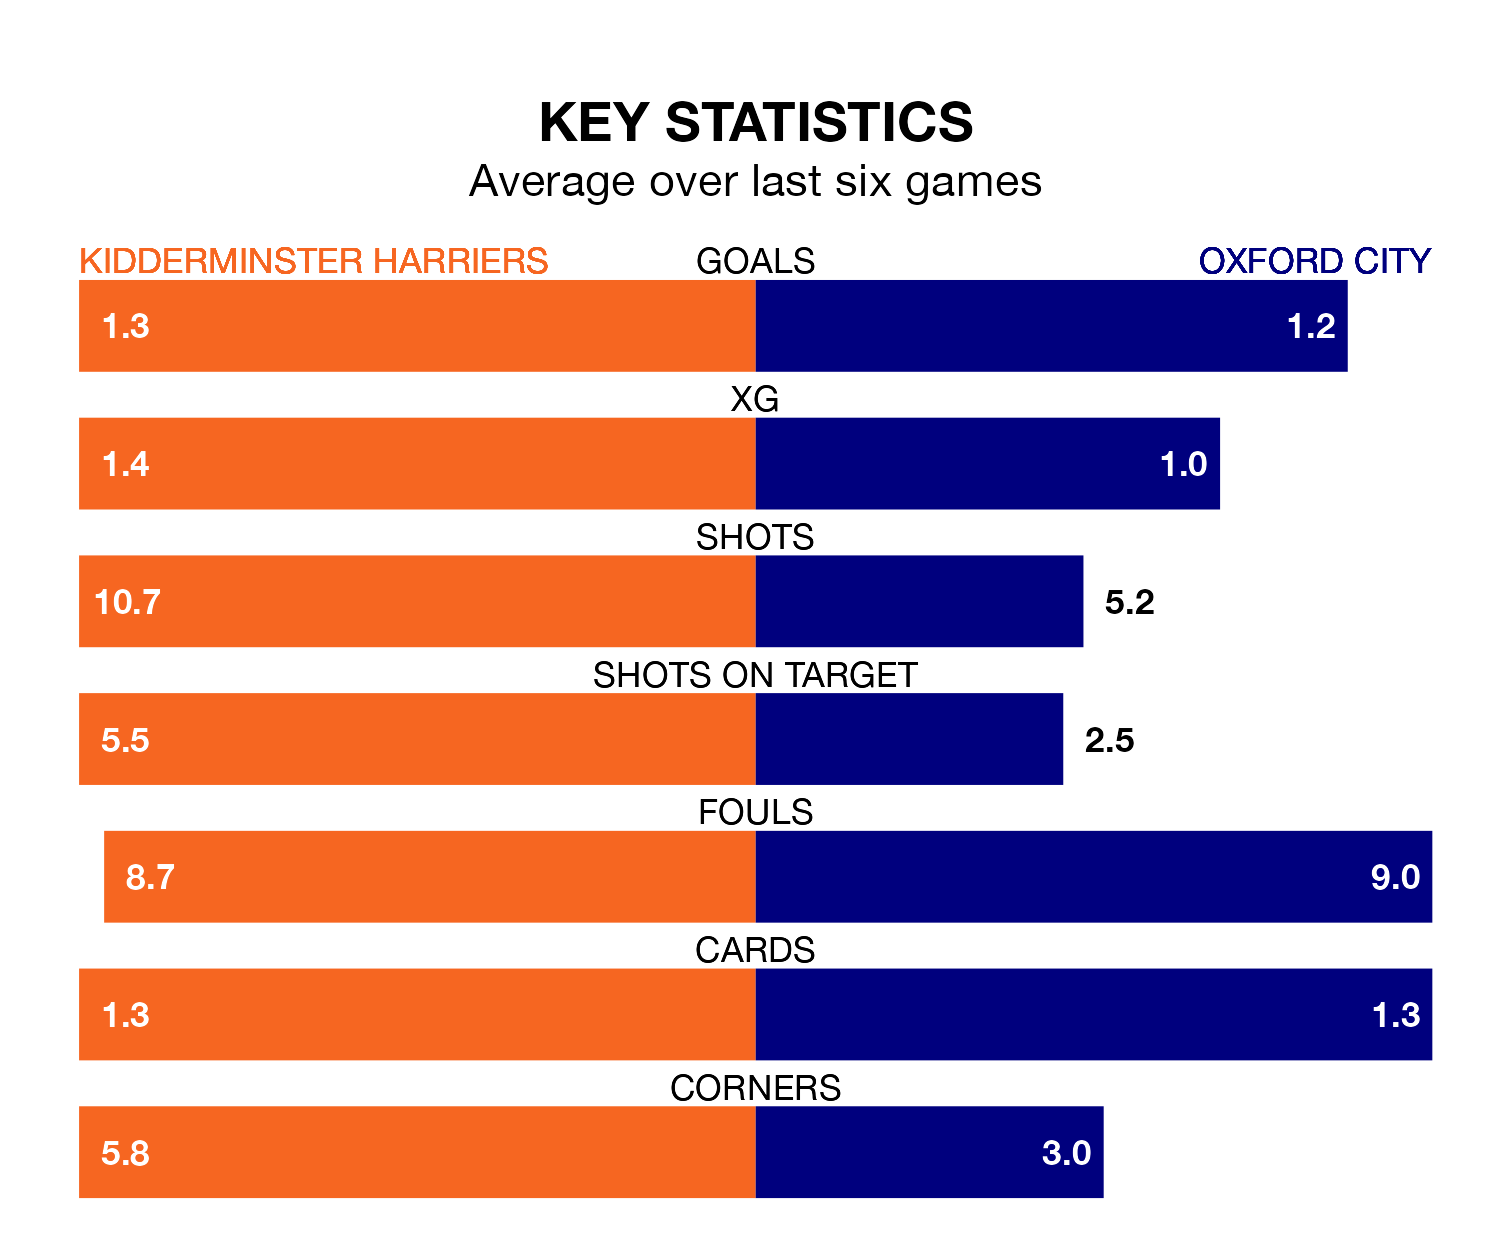 KEY STATISTICS
Average over last six games
KIDDERMINSTER HARRIERS GOALS OXFORD CITY
1.3 1.2
XG
1.4 1.0
SHOTS
10.7 5.2
SHOTS ON TARGET
5.5 2.5
FOULS
8.7 9.0
CARDS
1.3 1.3
CORNERS
5.8 3.0